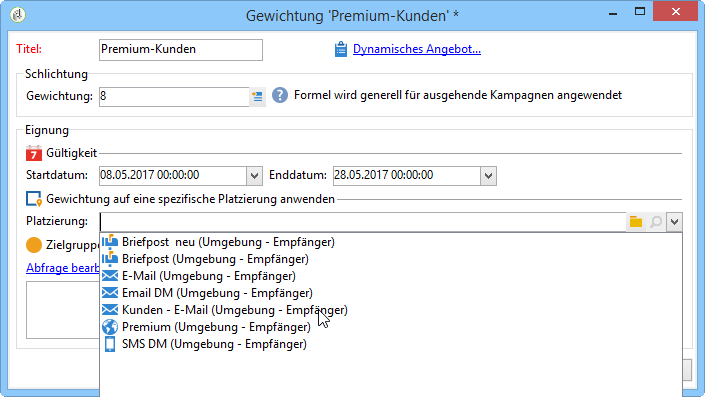 Gewichtung 'Premium-Kunden' *
Titel: Premium-Kunden Dynamisches Angebot...
Schlichtung
Gewichtung: 8 ? Formel wird generell für ausgehende Kampagnen angewendet
Eignung
7 Gültigkeit
Startdatum: 08.05.2017 00:00:00 Enddatum: 28.05.2017 00:00:00
Gewichtung auf eine spezifische Platzierung anwenden
Platzierung:
Zielgruppe
Briefpost neu (Umgebung - Empfänger)
Briefpost (Umgebung - Empfänger)
Abfrage bearb
E-Mail (Umgebung - Empfänger)
Email DM (Umgebung - Empfänger)
Kunden - E-Mail (Umgebung - Empfänger)
Premium (Umgebung - Empfänger)
SMS DM (Umgebung - Empfänger)